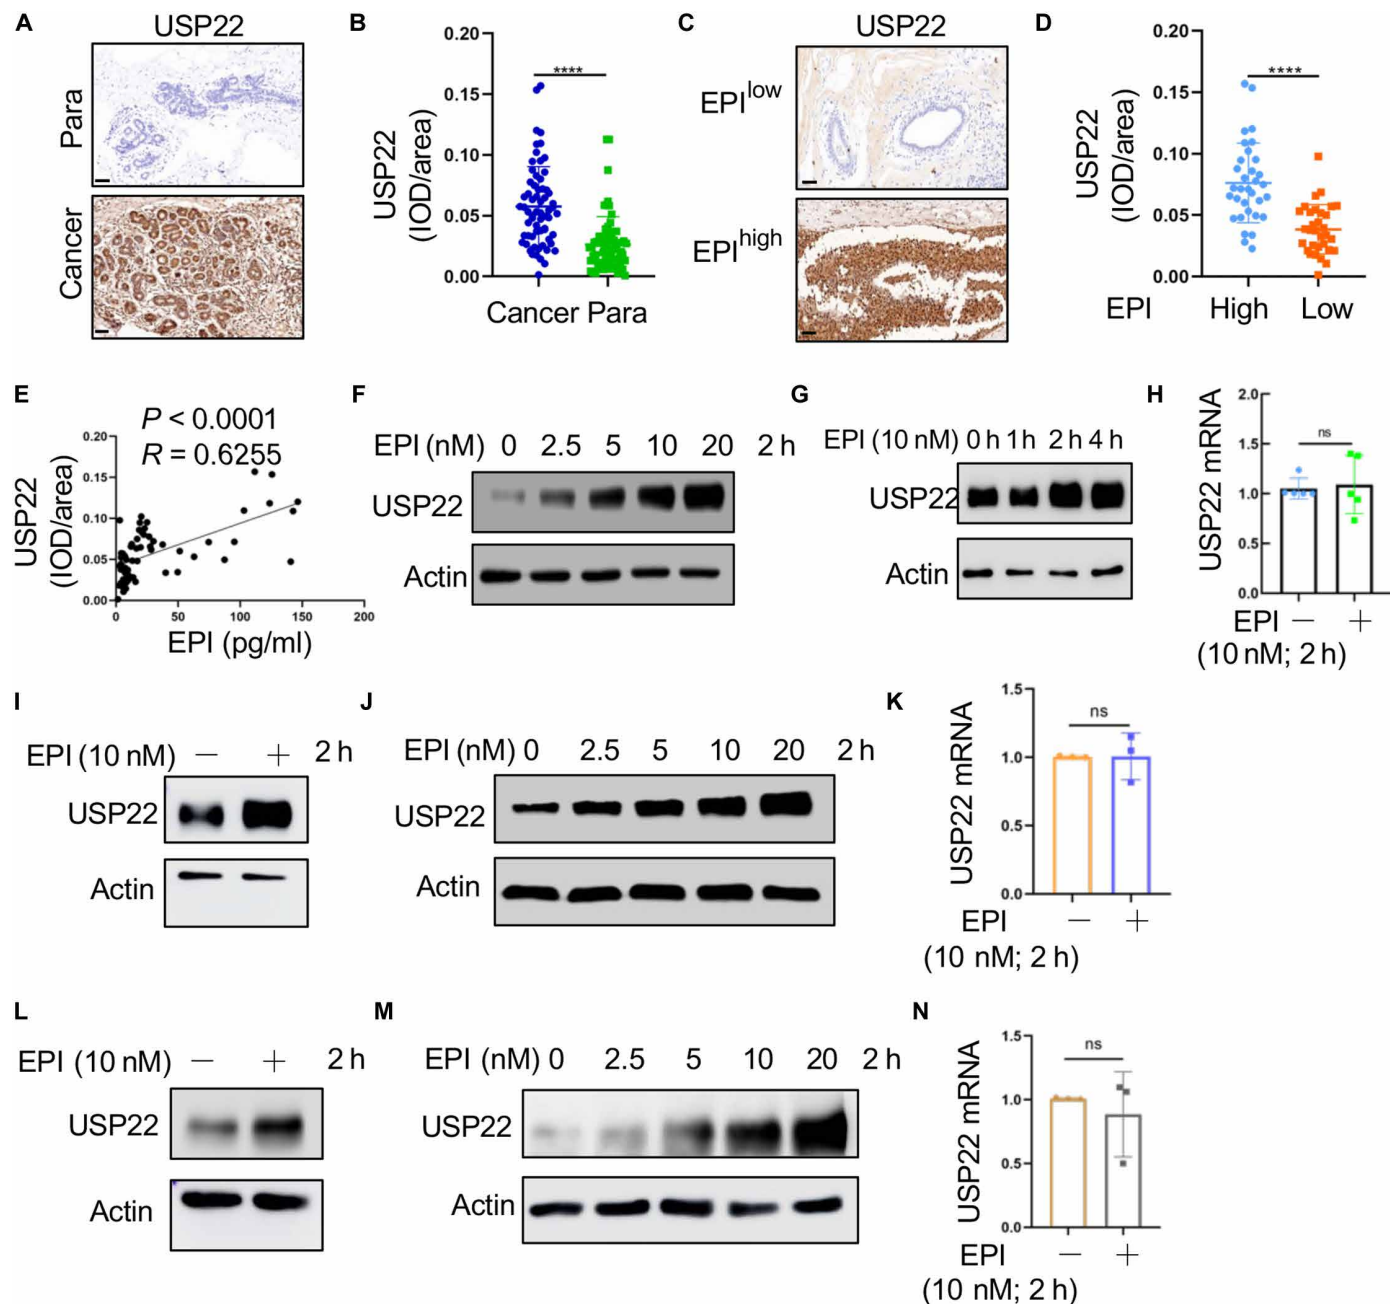 A
USP22
Para
Cancer
B
USP22
(IOD/area)
0.20
0.15
0.10
0.05
0.00
****
Cancer Para
C
USP22
EPIlow
EPIhigh
D
USP22
(IOD/area)
0.20
0.15
0.10
0.05
0.00
****
EPI High Low
E
P < 0.0001
R = 0.6255
USP22
(IOD/area)
0.20
0.15
0.10
0.05
0.00
0 50 100 150 200
EPI (pg/ml)
F
EPI (nM) 0 2.5 5 10 20 2 h
USP22
Actin
G
EPI (10 nM) 0 h 1h 2 h 4 h
USP22
Actin
H
USP22 mRNA
2.0
1.5
1.0
0.5
0.0
ns
EPI — +
(10 nM; 2 h)
I
EPI (10 nM) — + 2 h
USP22
Actin
J
EPI (nM) 0 2.5 5 10 20 2 h
USP22
Actin
K
USP22 mRNA
1.5
1.0
0.5
0.0
ns
EPI — +
(10 nM; 2 h)
L
EPI (10 nM) — + 2 h
USP22
Actin
M
EPI (nM) 0 2.5 5 10 20 2 h
USP22
Actin
N
USP22 mRNA
1.5
1.0
0.5
0.0
ns
EPI — +
(10 nM; 2 h)